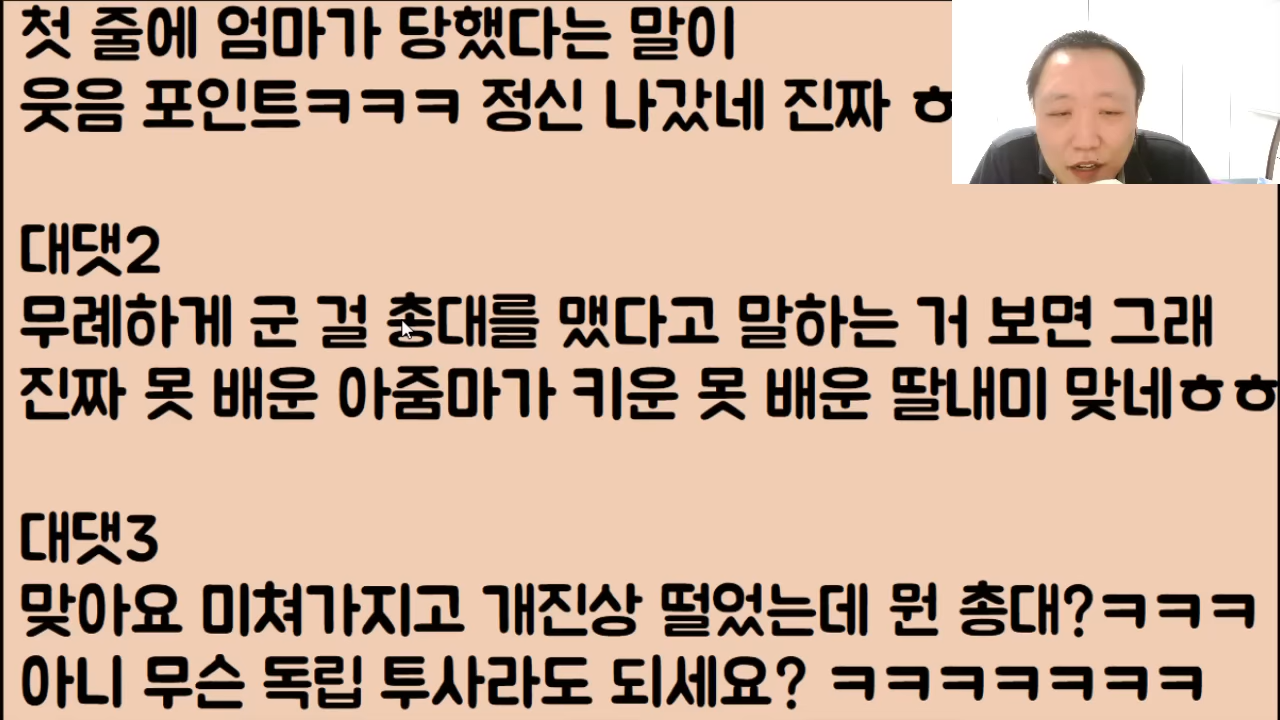 첫 줄에 엄마가 당했다는 말이
웃음 포인트ㅋㅋㅋ 정신 나갔네 진짜 ㅎ
대댓2
무례하게 군 걸 총대를 맸다고 말하는 거 보면 그래
진짜 못 배운 아줌마가 키운 못 배운 딸내미 맞네ㅎㅎ
대댓3
맞아요 미쳐가지고 개진상 떨었는데 뭔 총대?ㅋㅋㅋ
아니 무슨 독립 투사라도 되세요? ㅋㅋㅋㅋㅋㅋㅋ